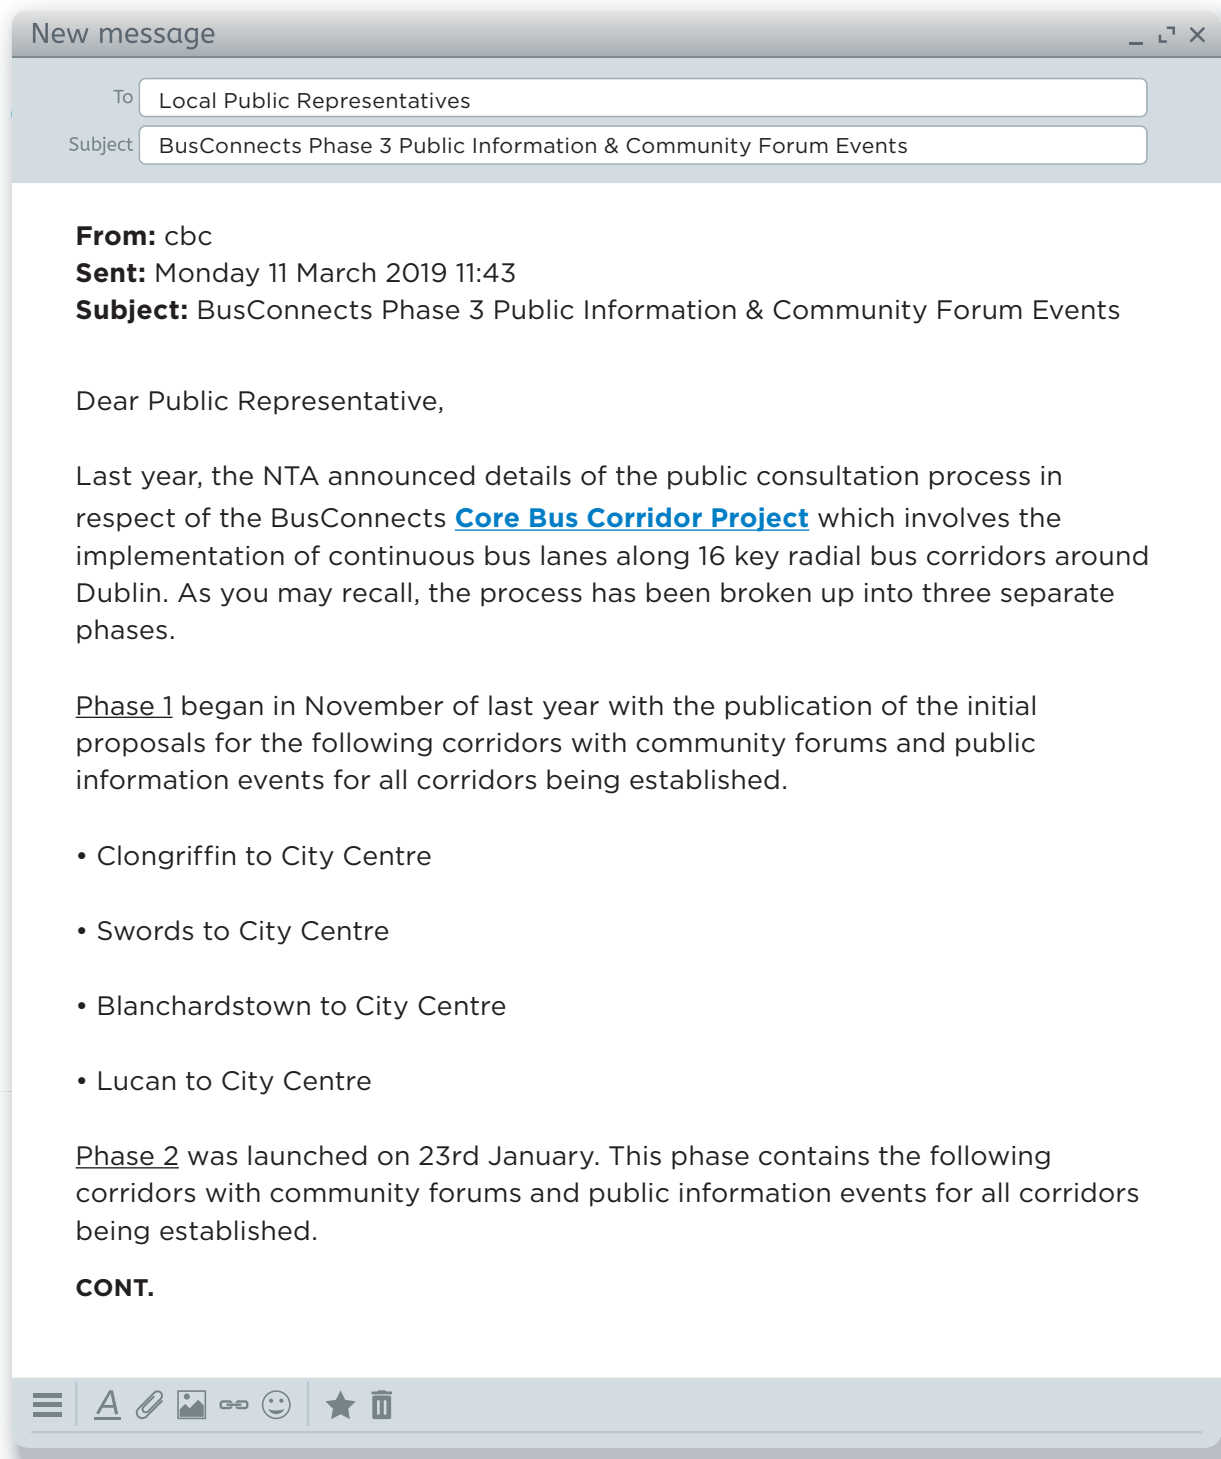 New message
To Local Public Representatives
Subject BusConnects Phase 3 Public Information & Community Forum Events
From: cbc
Sent: Monday 11 March 2019 11:43
Subject: BusConnects Phase 3 Public Information & Community Forum Events
Dear Public Representative,
Last year, the NTA announced details of the public consultation process in
respect of the BusConnects Core Bus Corridor Project which involves the
implementation of continuous bus lanes along 16 key radial bus corridors around
Dublin. As you may recall, the process has been broken up into three separate
phases.
Phase 1 began in November of last year with the publication of the initial
proposals for the following corridors with community forums and public
information events for all corridors being established.
• Clongriffin to City Centre
• Swords to City Centre
• Blanchardstown to City Centre
• Lucan to City Centre
Phase 2 was launched on 23rd January. This phase contains the following
corridors with community forums and public information events for all corridors
being established.
CONT.